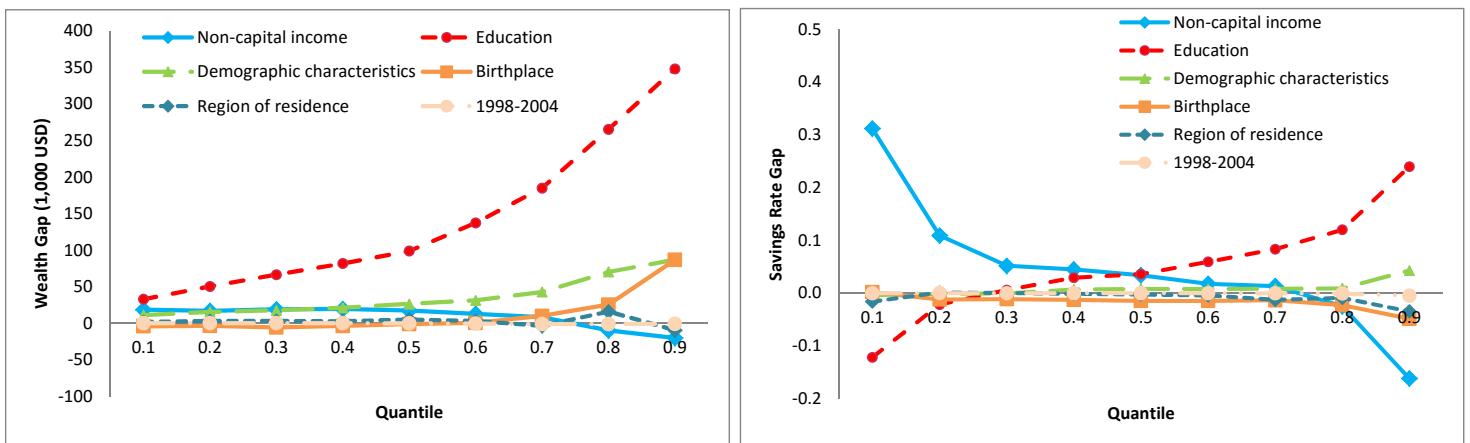 400
350
300
250
200
150
100
50
0
-50
-100
Wealth Gap (1,000 USD)
Non-capital income
Education
Demographic characteristics
Birthplace
Region of residence
1998-2004
0.1 0.2 0.3 0.4 0.5 0.6 0.7 0.8 0.9
Quantile
0.5
0.4
0.3
0.2
0.1
0.0
-0.1
-0.2
Savings Rate Gap
Non-capital income
Education
Demographic characteristics
Birthplace
Region of residence
1998-2004
0.1 0.2 0.3 0.4 0.5 0.6 0.7 0.8 0.9
Quantile